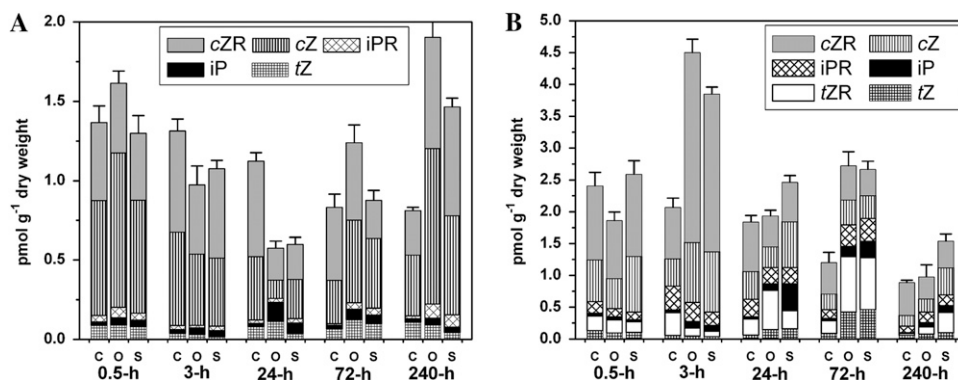 A
2.0
1.5
1.0
0.5
0.0
pmol g⁻¹ dry weight
cZR cZ iPR
iP tZ
C O S C O S C O S C O S C O S
0.5-h 3-h 24-h 72-h 240-h
B
5.0
4.5
4.0
3.5
3.0
2.5
2.0
1.5
1.0
0.5
0.0
pmol g⁻¹ dry weight
cZR cZ
iPR iP
tZR tZ
C O S C O S C O S C O S C O S
0.5-h 3-h 24-h 72-h 240-h